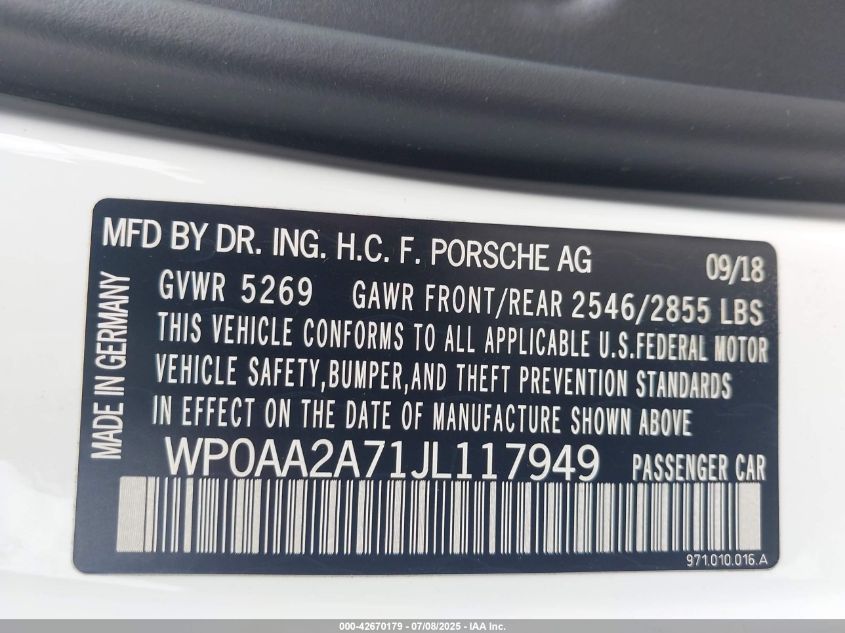 MFD BY DR. ING. H.C. F. PORSCHE AG 09/18
GVWR 5269 GAWR FRONT/REAR 2546/2855 LBS
THIS VEHICLE CONFORMS TO ALL APPLICABLE U.S.FEDERAL MOTOR
VEHICLE SAFETY,BUMPER,AND THEFT PREVENTION STANDARDS
IN EFFECT ON THE DATE OF MANUFACTURE SHOWN ABOVE
WP0AA2A71JL117949 PASSENGER CAR
971.010.016.A
MADE IN GERMANY
000-42670179 - 07/08/2025 - IAA Inc.